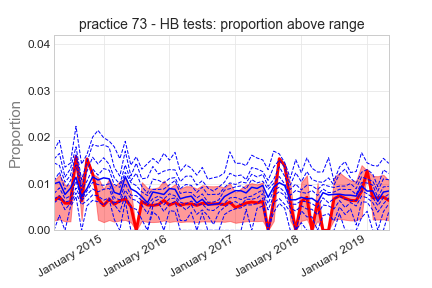 practice 73 - HB tests: proportion above range
Proportion
0.04
0.03
0.02
0.01
0.00
January 2015
January 2016
January 2017
January 2018
January 2019